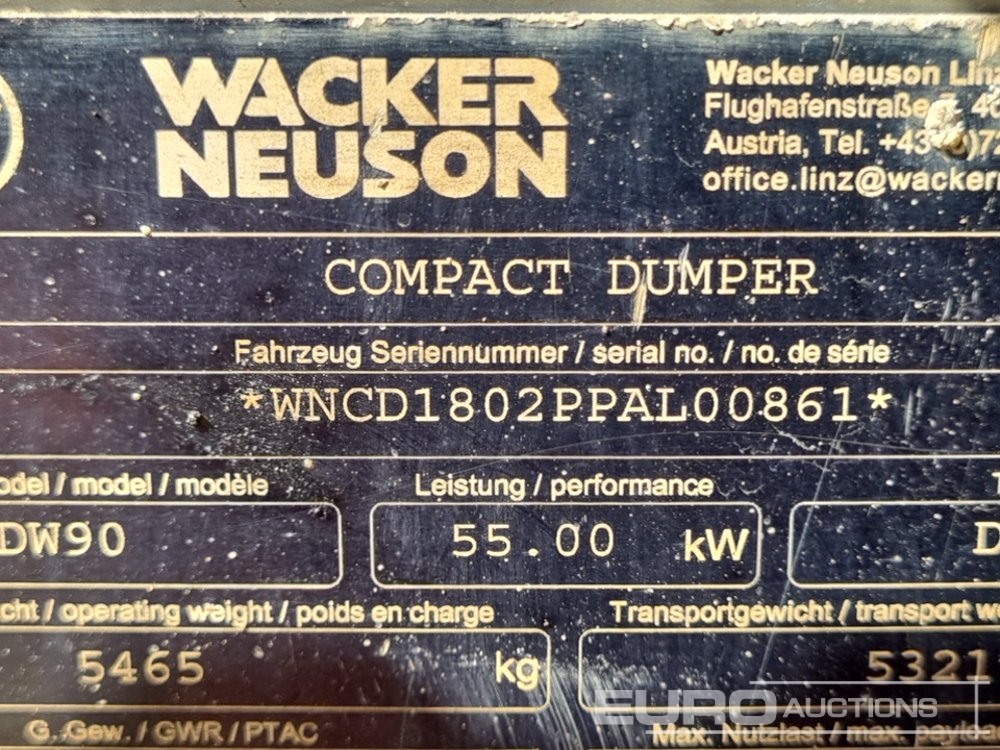 WACKER
NEUSON
Wacker Neuson Linz
Flughafenstraße
Austria, Tel. +43
office.linz@wacker
COMPACT DUMPER
Fahrzeug Seriennummer / serial no. / no. de série
*WNCD1802PPAL00861*
odel / model / modèle
Leistung / performance
DW90
55.00 kW
D
cht / operating weight / poids en charge
Transportgewicht / transport w
5465 kg
5321
G. Gew. / GWR / PTAC
Max. Nutzlast / max. payloa
EURO AUCTIONS